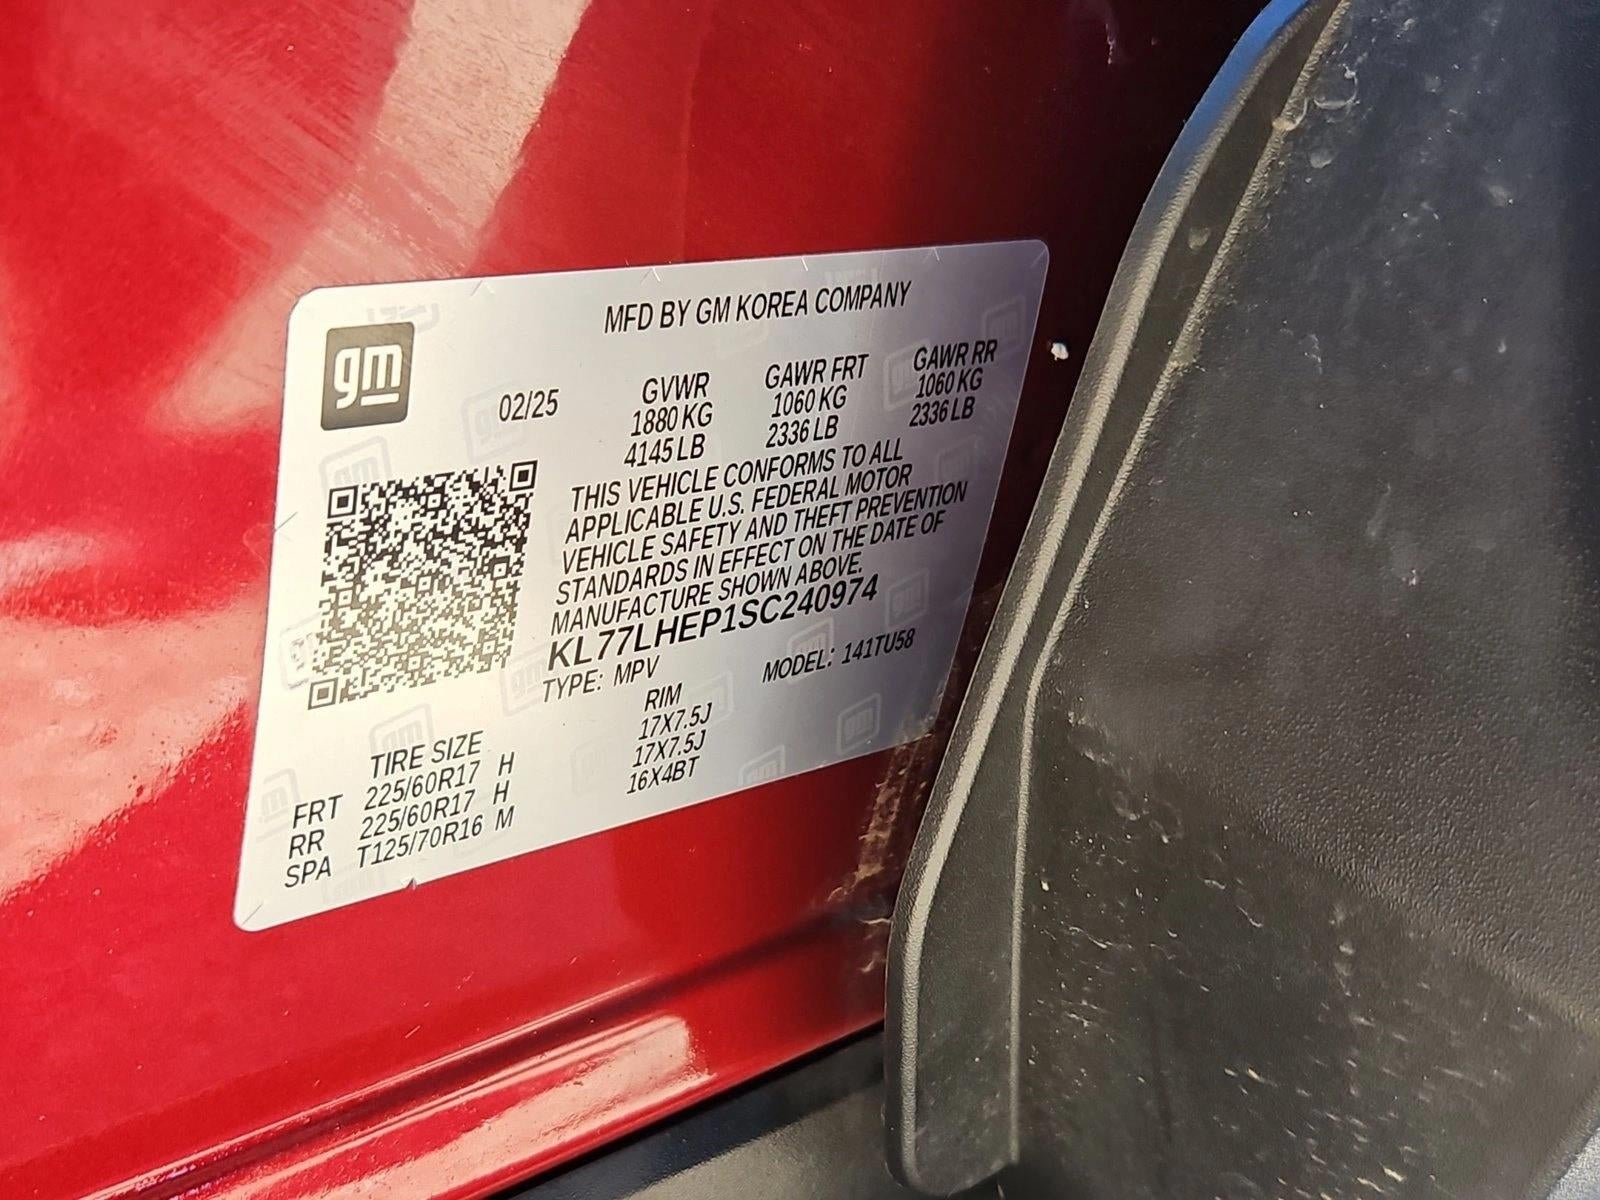 gm
MFD BY GM KOREA COMPANY
02/25
GVWR GAWR FRT GAWR RR
1880 KG 1060 KG 1060 KG
4145 LB 2336 LB 2336 LB
THIS VEHICLE CONFORMS TO ALL
APPLICABLE U.S. FEDERAL MOTOR
VEHICLE SAFETY AND THEFT PREVENTION
STANDARDS IN EFFECT ON THE DATE OF
MANUFACTURE SHOWN ABOVE.
KL77LHEP1SC240974
TYPE: MPV MODEL: 141TU58
TIRE SIZE RIM
FRT 225/60R17 H 17X7.5J
RR 225/60R17 H 17X7.5J
SPA T125/70R16 M 16X4BT